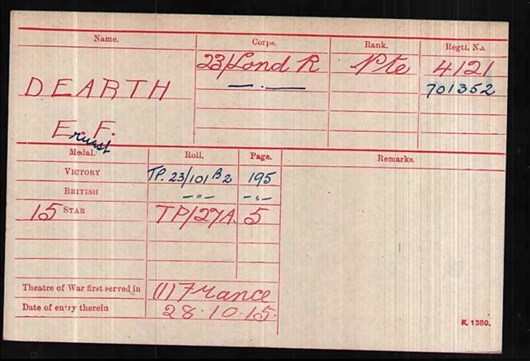 Name. Corps. Rank. Regtl. No.
DEARTH 23/Lond R Pte 4121
—"— 701352
E. F.
Ernest
Medal. Roll. Page. Remarks.
VICTORY TP. 23/101 B2 195
BRITISH —"— —"—
15 STAR TP/27A. 5
Theatre of War first served in (1) France
Date of entry therein 28.10.15.
K. 1380.